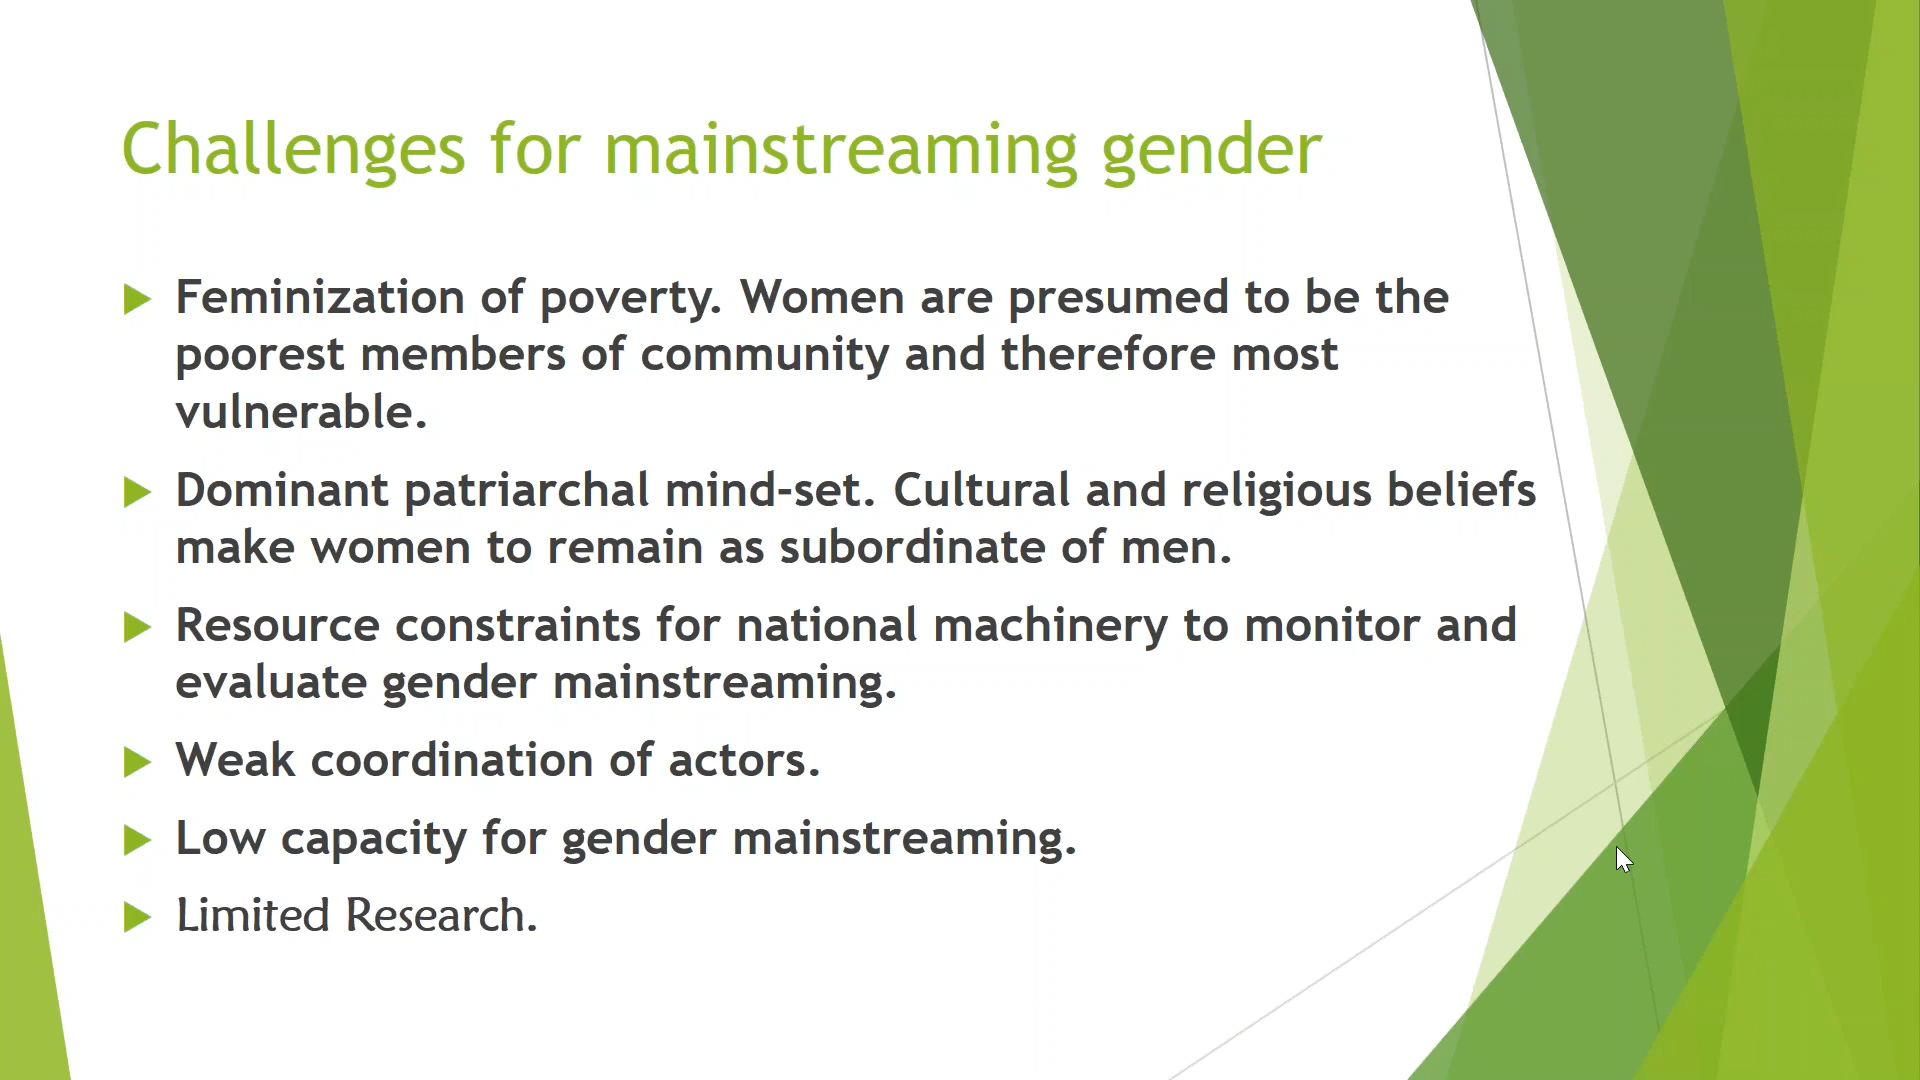 Challenges for mainstreaming gender
Feminization of poverty. Women are presumed to be the
poorest members of community and therefore most
vulnerable.
Dominant patriarchal mind-set. Cultural and religious beliefs
make women to remain as subordinate of men.
Resource constraints for national machinery to monitor and
evaluate gender mainstreaming.
Weak coordination of actors.
Low capacity for gender mainstreaming.
Limited Research.